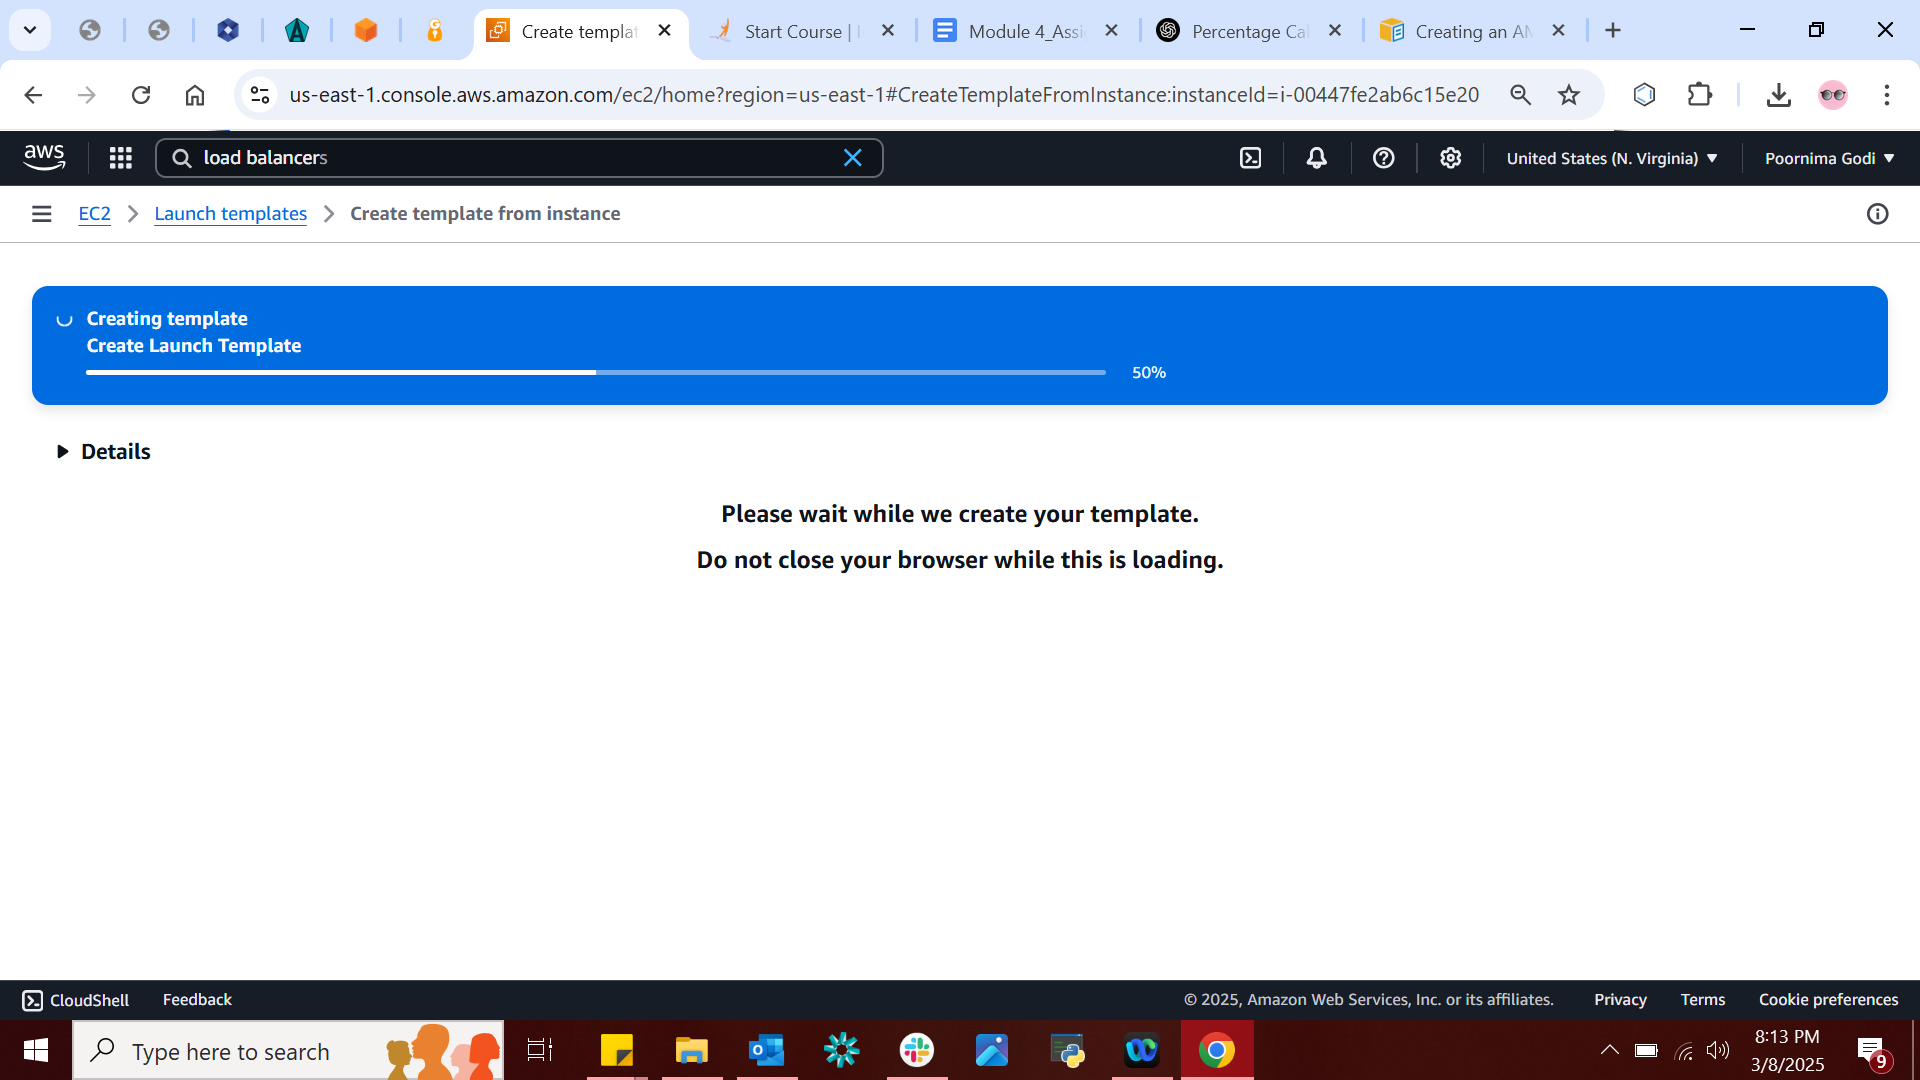 Create templat
Start Course |
Module 4_Assi
Percentage Cal
Creating an AM
us-east-1.console.aws.amazon.com/ec2/home?region=us-east-1#CreateTemplateFromInstance:instanceId=i-00447fe2ab6c15e20
aws
load balancers
United States (N. Virginia)
Poornima Godi
EC2
Launch templates
Create template from instance
Creating template
Create Launch Template
50%
Details
Please wait while we create your template.
Do not close your browser while this is loading.
CloudShell
Feedback
© 2025, Amazon Web Services, Inc. or its affiliates.
Privacy
Terms
Cookie preferences
Type here to search
8:13 PM
3/8/2025
9